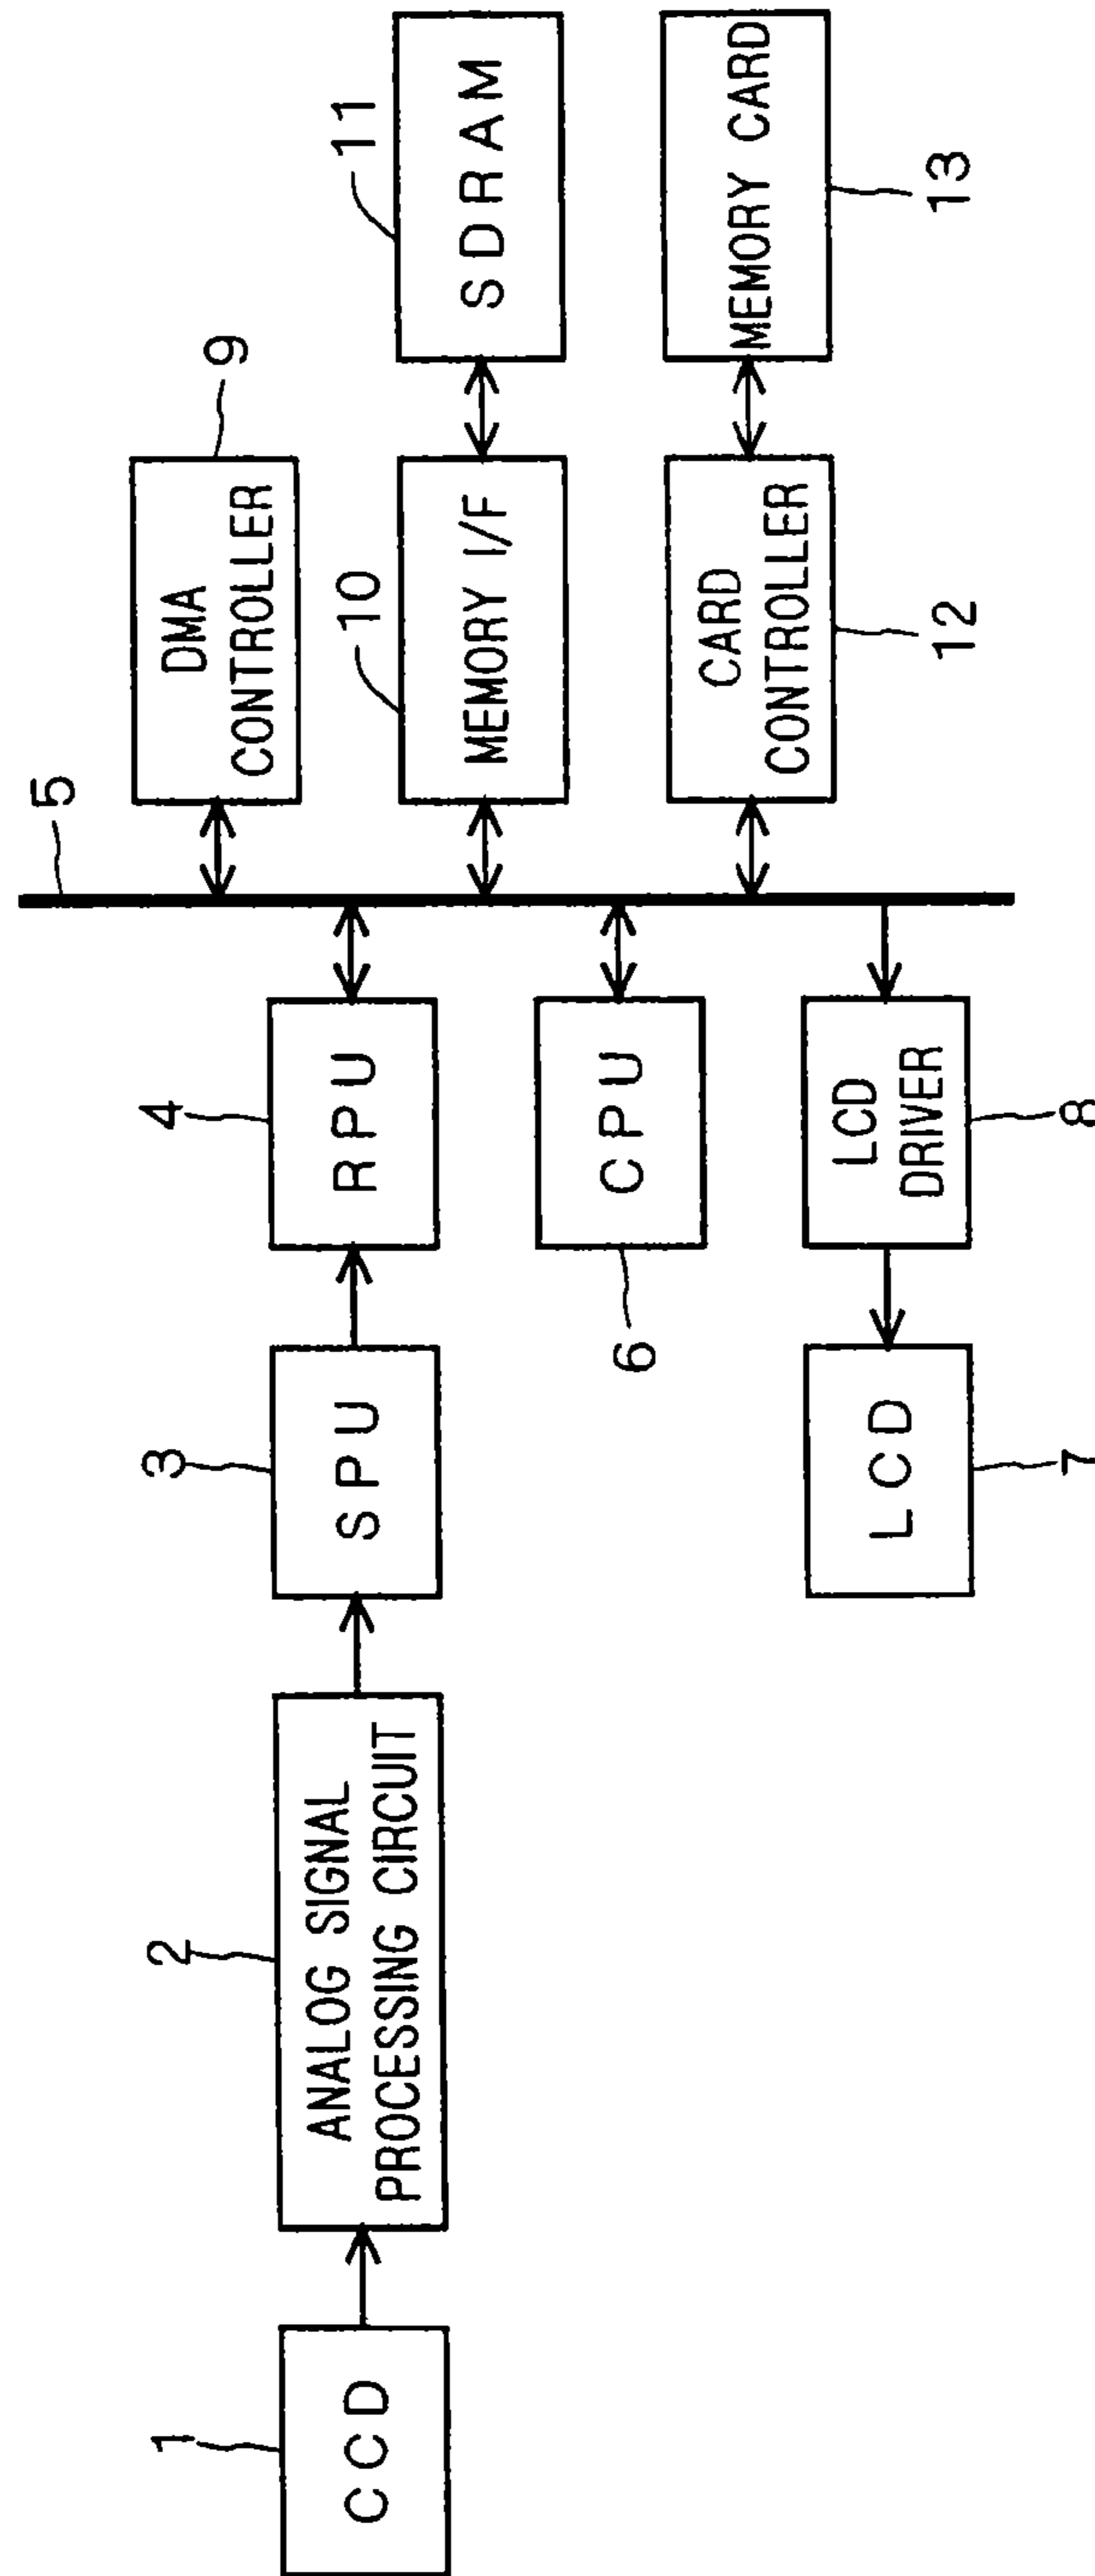 1
CCD
2
ANALOG SIGNAL
PROCESSING CIRCUIT
3
SPU
4
RPU
5
9
DMA
CONTROLLER
10
MEMORY I/F
11
SDRAM
6
CPU
CARD
CONTROLLER
12
MEMORY CARD
13
LCD
7
LCD
DRIVER
8